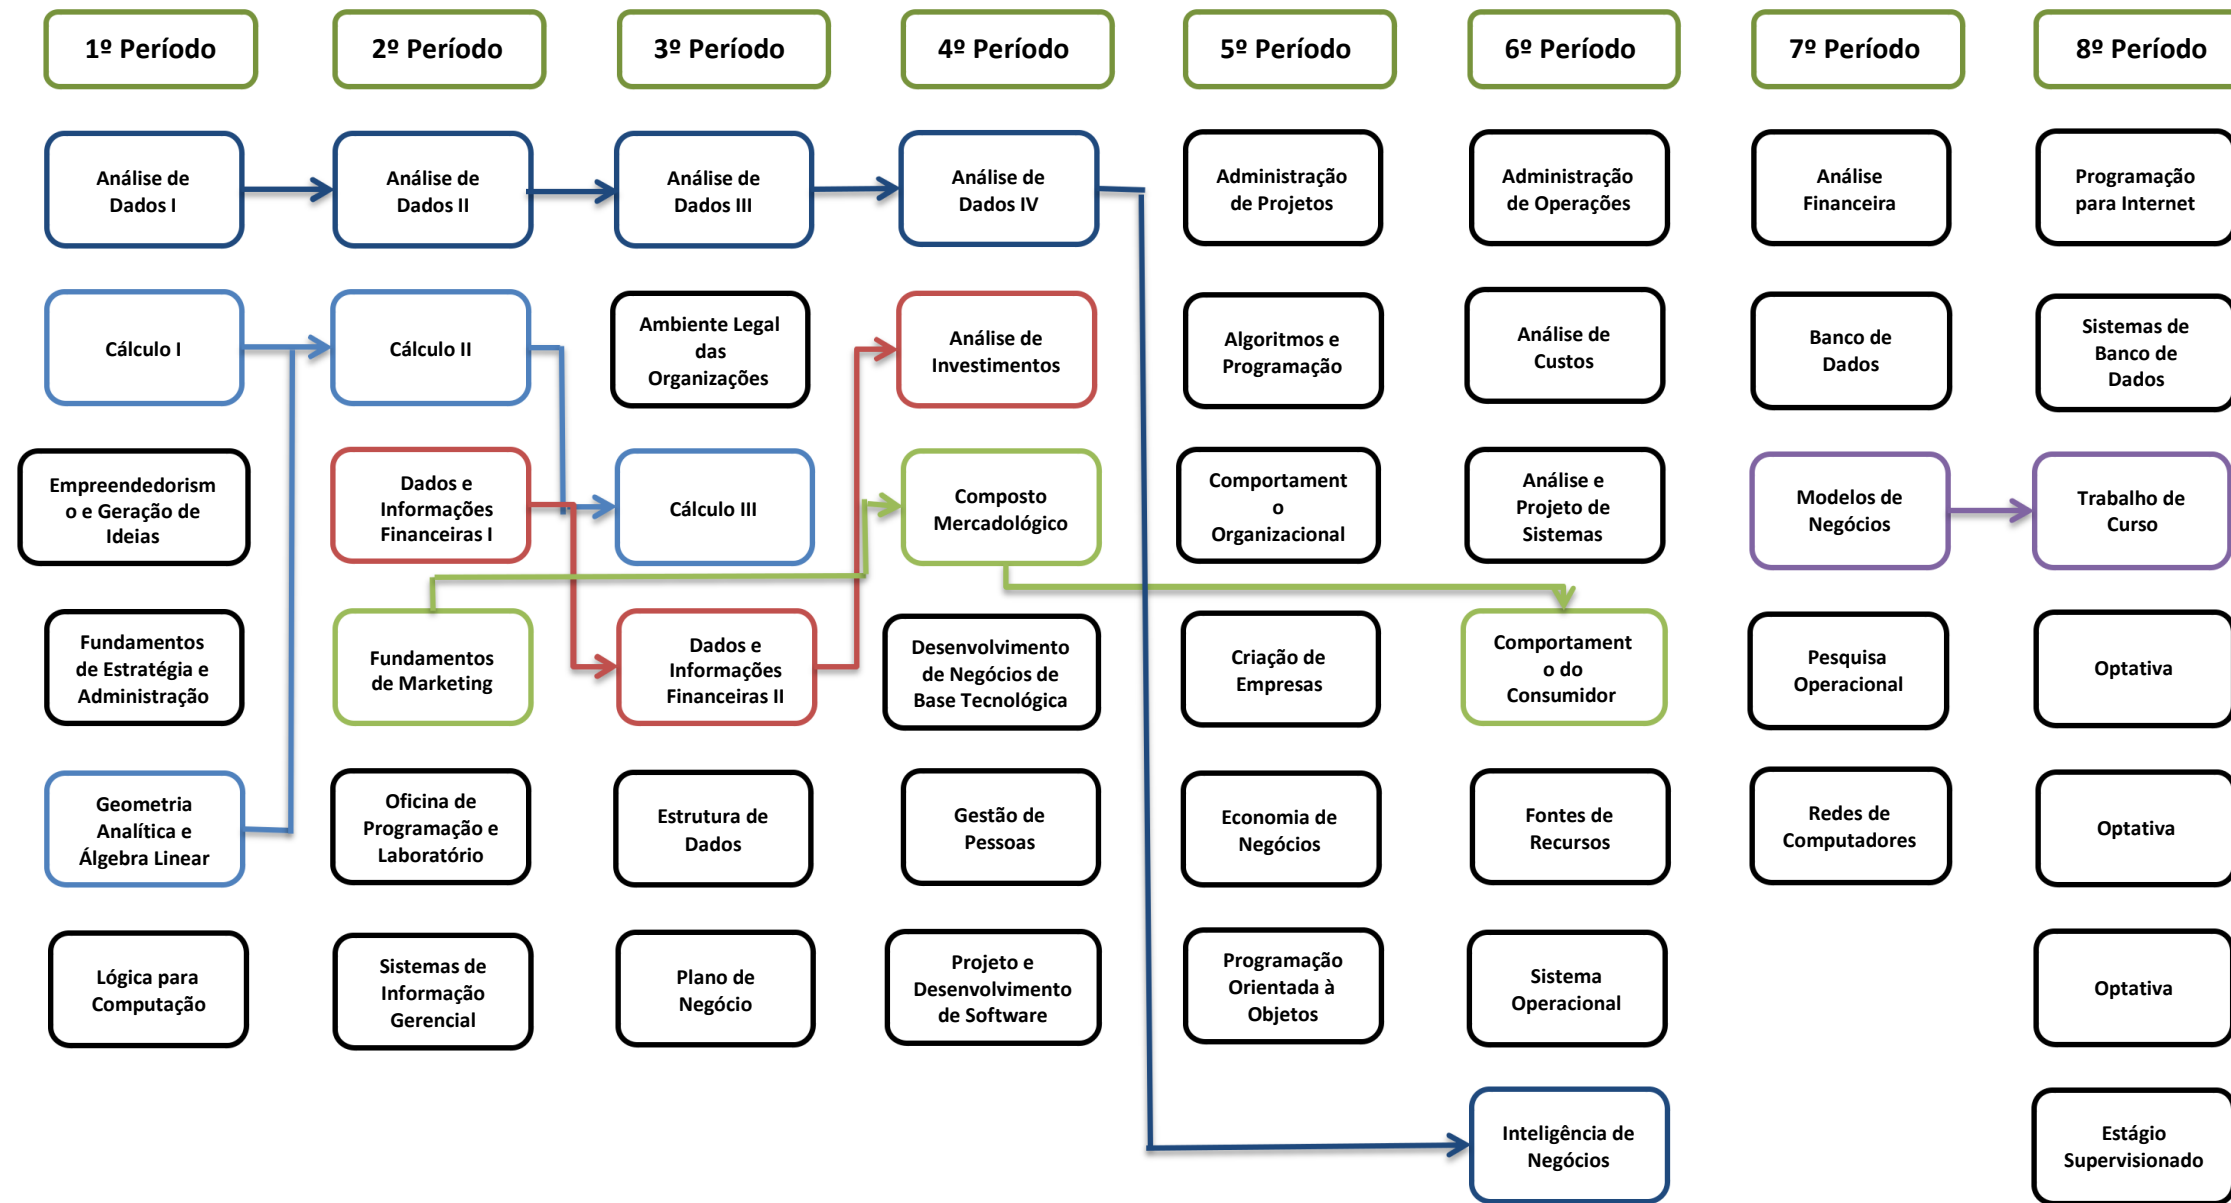 1º Período
2º Período
3º Período
4º Período
5º Período
6º Período
7º Período
8º Período
Análise de
Dados I
Análise de
Dados II
Análise de
Dados III
Análise de
Dados IV
Administração
de Projetos
Administração
de Operações
Análise
Financeira
Programação
para Internet
Cálculo I
Cálculo II
Ambiente Legal
das
Organizações
Análise de
Investimentos
Algoritmos e
Programação
Análise de
Custos
Banco de
Dados
Sistemas de
Banco de
Dados
Empreendedorism
o e Geração de
Ideias
Dados e
Informações
Financeiras I
Cálculo III
Composto
Mercadológico
Comportament
o
Organizacional
Análise e
Projeto de
Sistemas
Modelos de
Negócios
Trabalho de
Curso
Fundamentos
de Estratégia e
Administração
Fundamentos
de Marketing
Dados e
Informações
Financeiras II
Desenvolvimento
de Negócios de
Base Tecnológica
Criação de
Empresas
Comportament
o do
Consumidor
Pesquisa
Operacional
Optativa
Geometria
Analítica e
Álgebra Linear
Oficina de
Programação e
Laboratório
Estrutura de
Dados
Gestão de
Pessoas
Economia de
Negócios
Fontes de
Recursos
Redes de
Computadores
Optativa
Lógica para
Computação
Sistemas de
Informação
Gerencial
Plano de
Negócio
Projeto e
Desenvolvimento
de Software
Programação
Orientada à
Objetos
Sistema
Operacional
Optativa
Inteligência de
Negócios
Estágio
Supervisionado